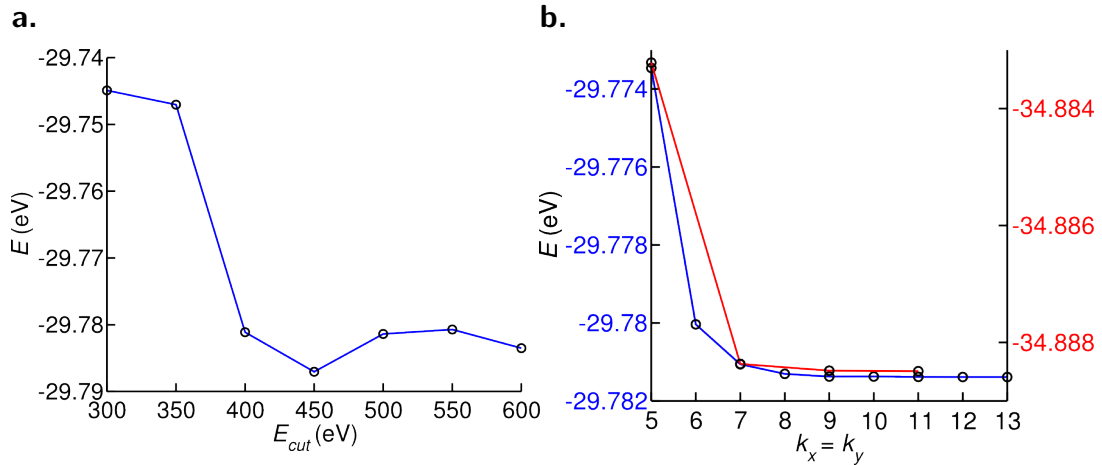 a.
-29.74
-29.75
-29.76
-29.77
-29.78
-29.79
E (eV)
300 350 400 450 500 550 600
E_cut (eV)
b.
-29.774
-29.776
-29.778
-29.78
-29.782
E (eV)
-34.884
-34.886
-34.888
5 6 7 8 9 10 11 12 13
k_x = k_y